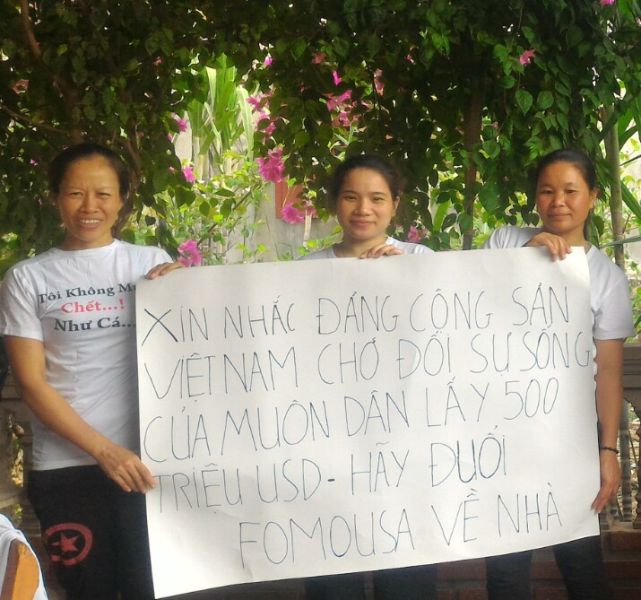 Tôi Không
Chết...!
Như Cá...
XIN NHẮC ĐẢNG CỘNG SẢN
VIỆT NAM CHỚ ĐỔI SỰ SỐNG
CỦA MUÔN DÂN LẤY 500
TRIỆU USD - HÃY ĐUỔI
FOMOUSA VỀ NHÀ